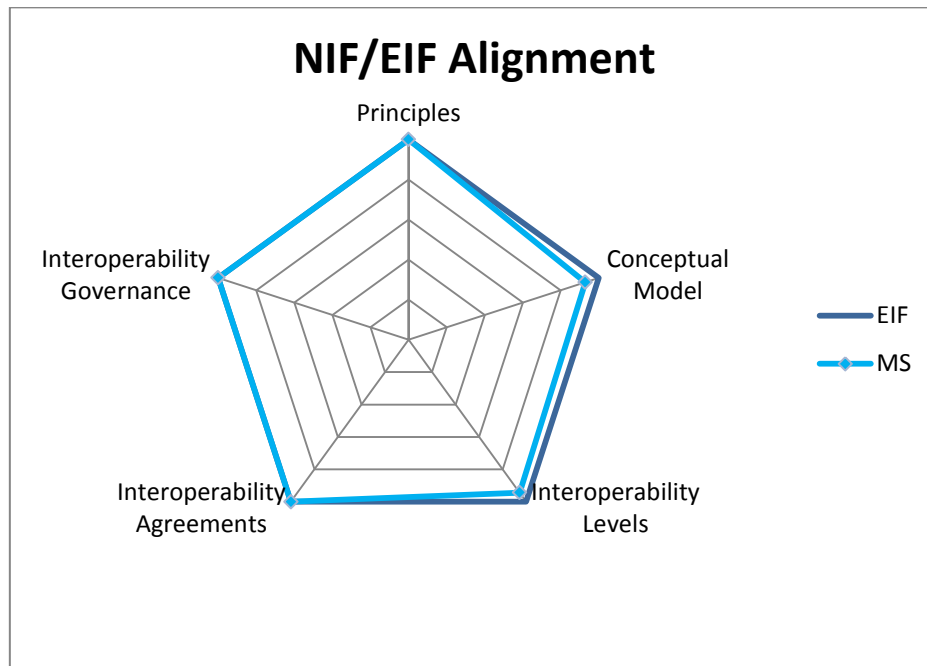 NIF/EIF Alignment
Principles
Interoperability
Governance
Conceptual
Model
EIF
MS
Interoperability
Agreements
Interoperability
Levels